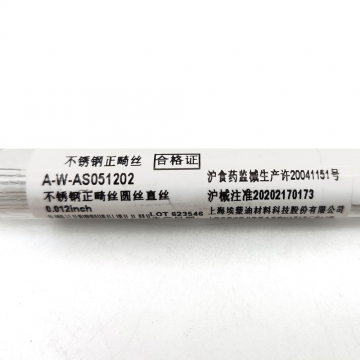 不锈钢正畸丝 合格证
A-W-AS051202
不锈钢正畸丝圆丝直丝
0.012inch
LOT 623546
沪食药监械生产许20041151号
沪械注准20202170173
上海埃蒙迪材料科技股份有限公司